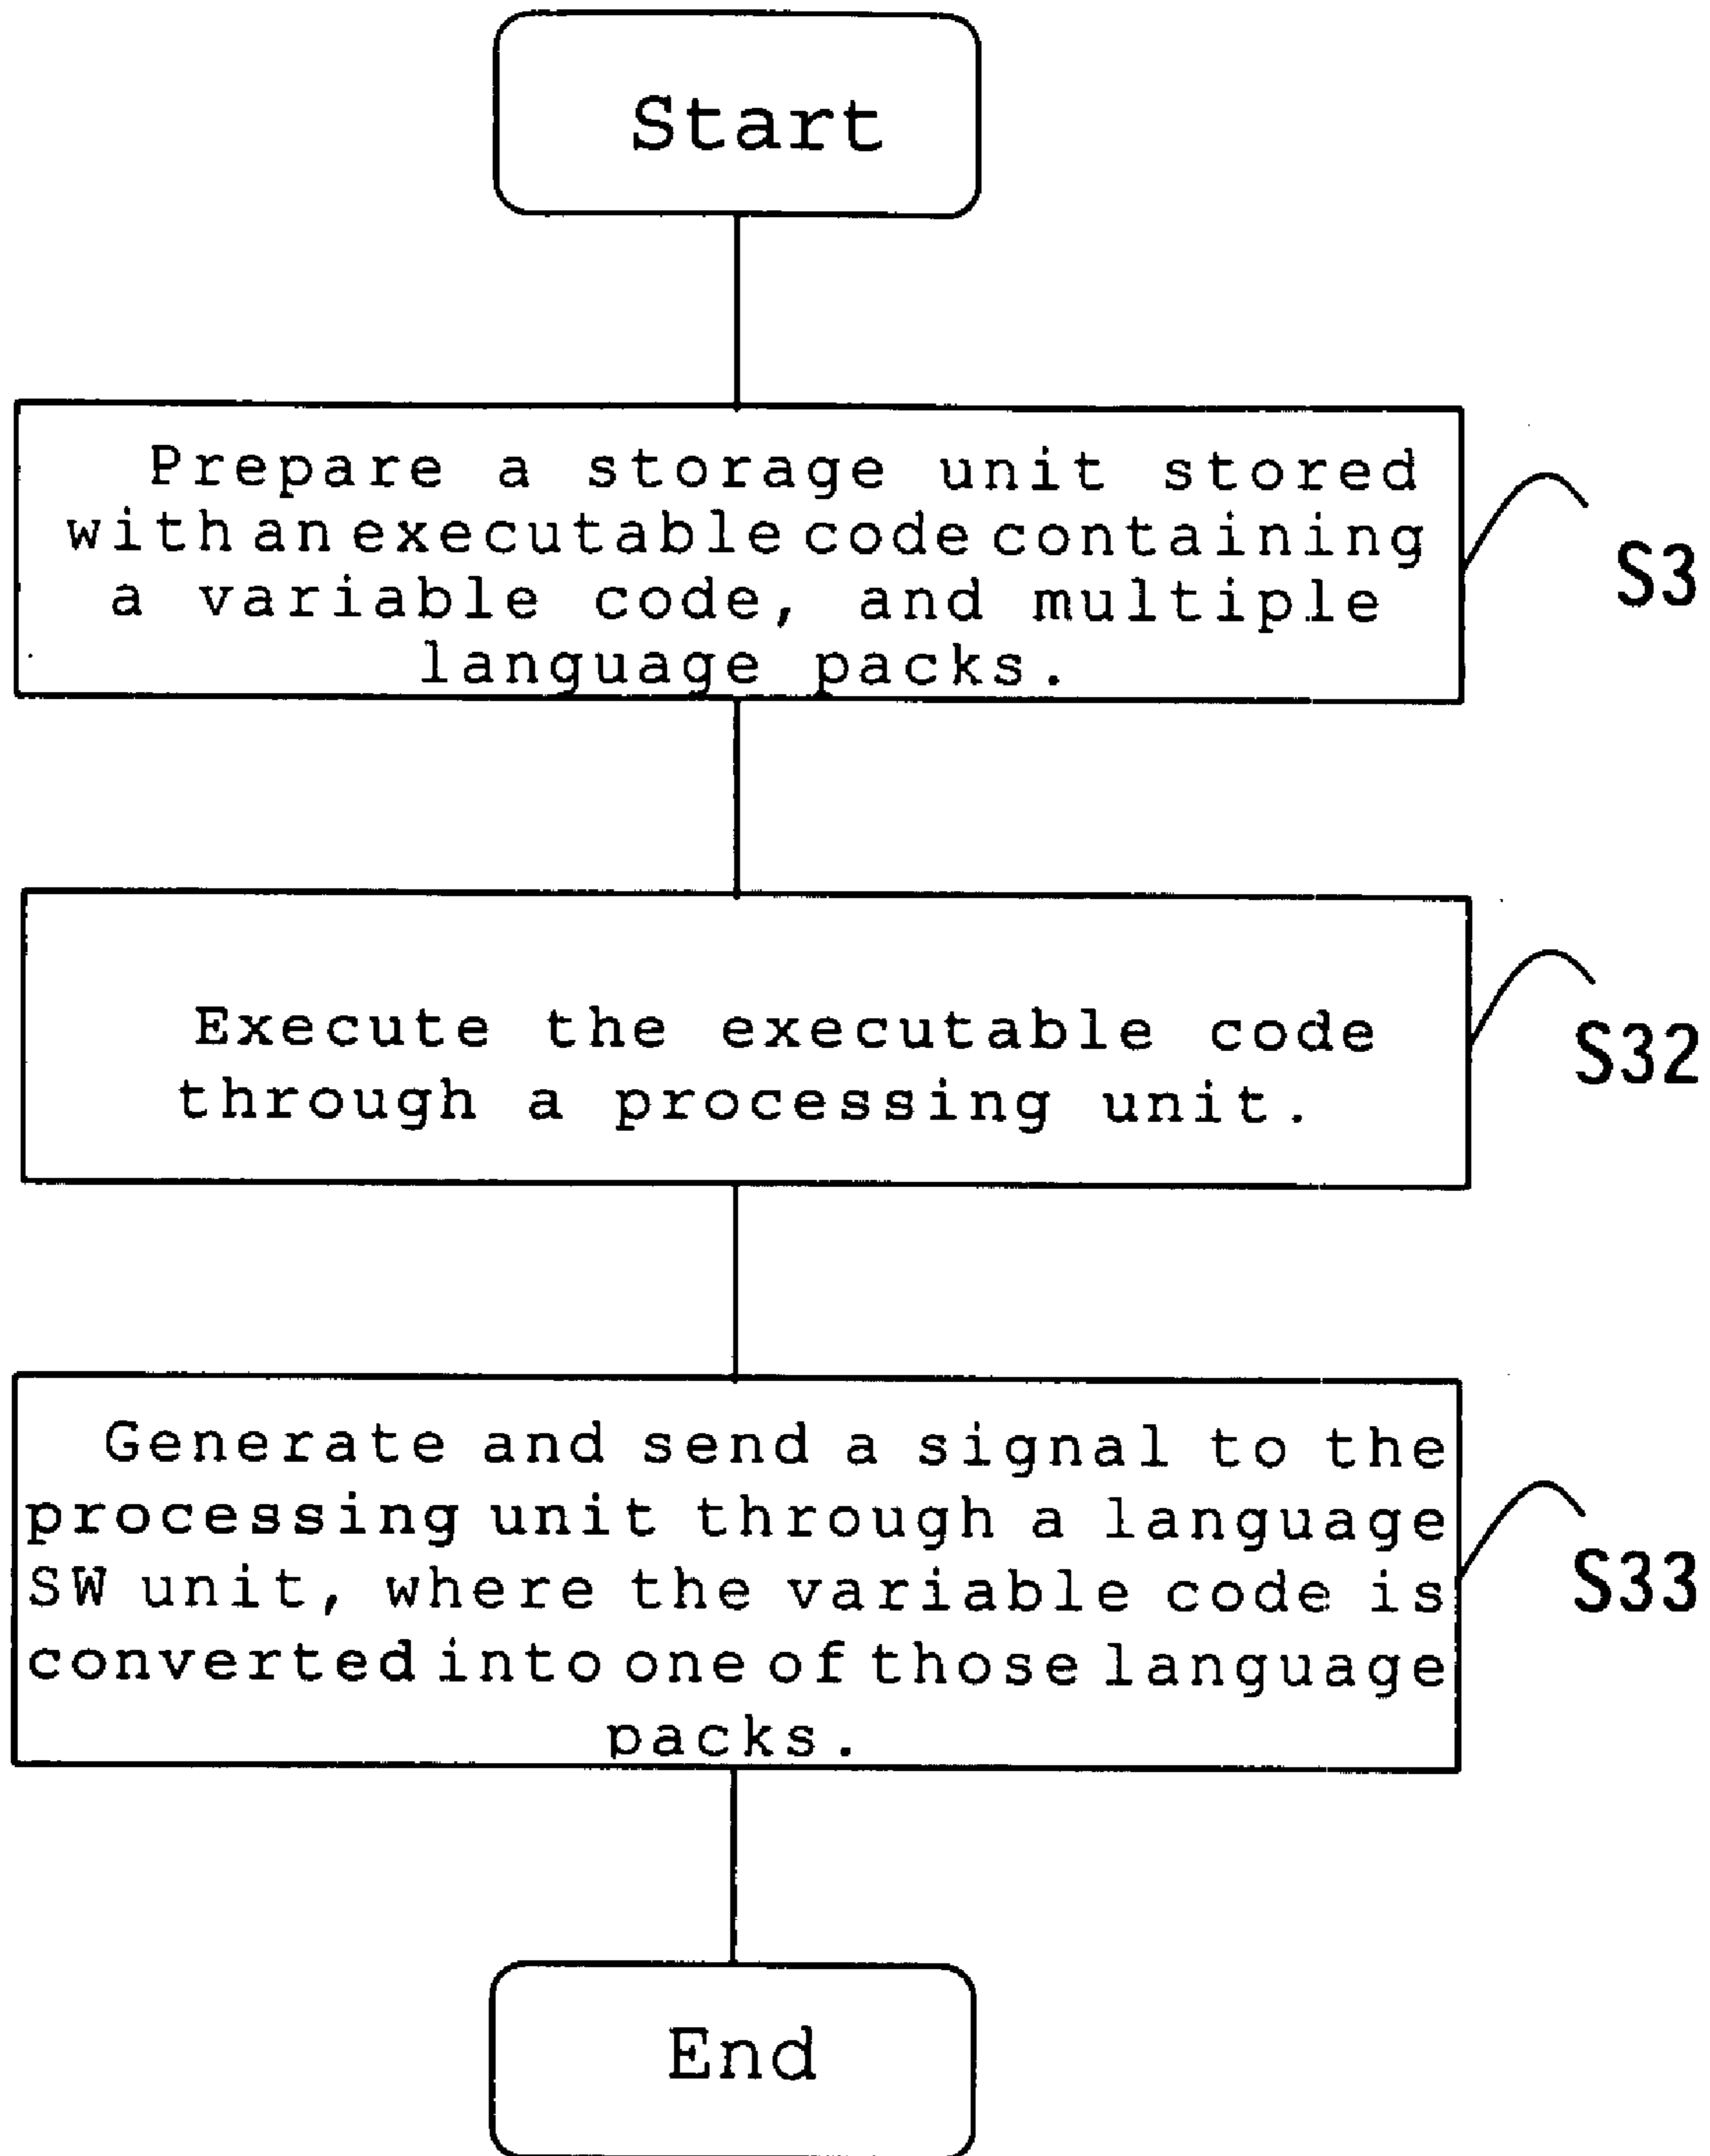 Start
Prepare a storage unit stored
with an executable code containing
a variable code, and multiple
language packs.
S3
Execute the executable code
through a processing unit.
S32
Generate and send a signal to the
processing unit through a language
SW unit, where the variable code is
converted into one of those language
packs.
S33
End